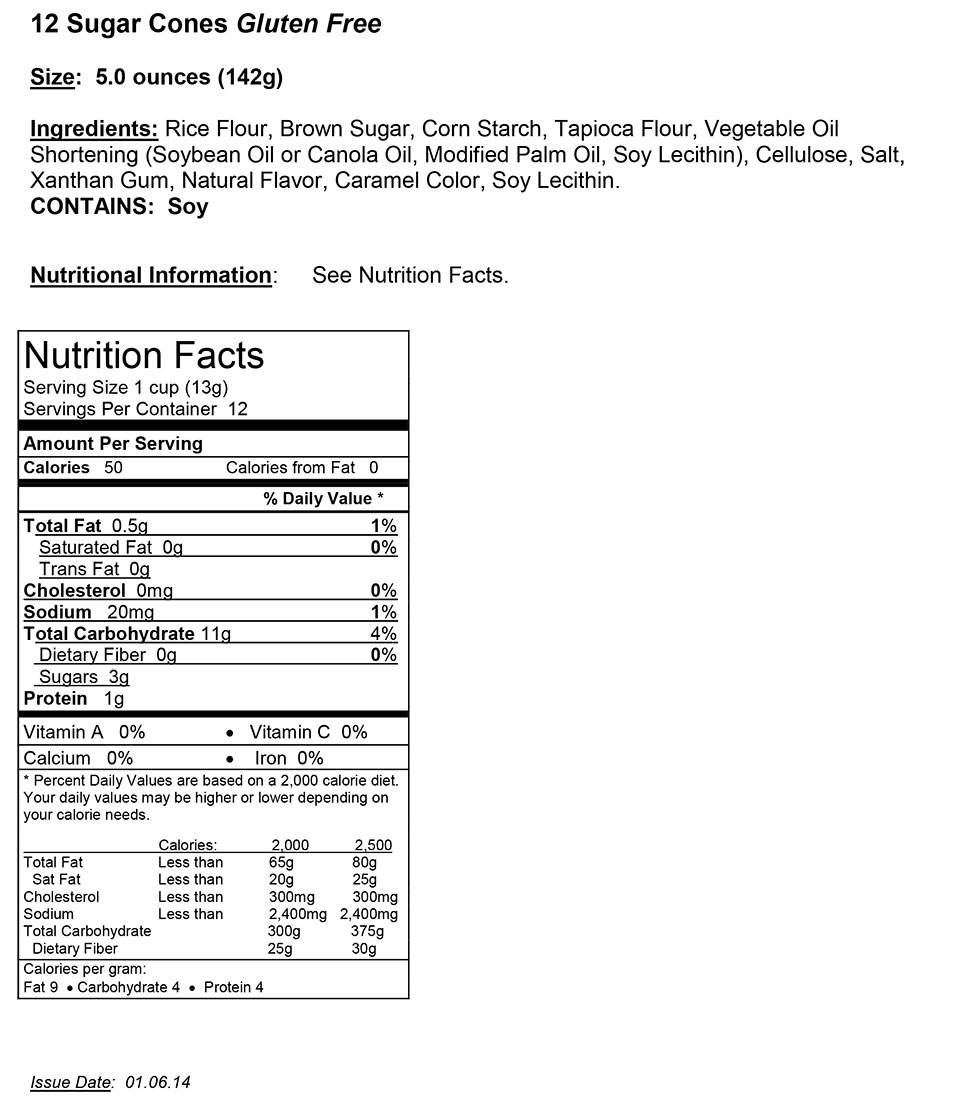 12 Sugar Cones Gluten Free
Size: 5.0 ounces (142g)
Ingredients: Rice Flour, Brown Sugar, Corn Starch, Tapioca Flour, Vegetable Oil
Shortening (Soybean Oil or Canola Oil, Modified Palm Oil, Soy Lecithin), Cellulose, Salt,
Xanthan Gum, Natural Flavor, Caramel Color, Soy Lecithin.
CONTAINS: Soy
Nutritional Information: See Nutrition Facts.
Nutrition Facts
Serving Size 1 cup (13g)
Servings Per Container 12
Amount Per Serving
Calories 50 Calories from Fat 0
% Daily Value *
Total Fat 0.5g 1%
Saturated Fat 0g 0%
Trans Fat 0g
Cholesterol 0mg 0%
Sodium 20mg 1%
Total Carbohydrate 11g 4%
Dietary Fiber 0g 0%
Sugars 3g
Protein 1g
Vitamin A 0% • Vitamin C 0%
Calcium 0% • Iron 0%
* Percent Daily Values are based on a 2,000 calorie diet.
Your daily values may be higher or lower depending on
your calorie needs.
Calories: 2,000 2,500
Total Fat Less than 65g 80g
Sat Fat Less than 20g 25g
Cholesterol Less than 300mg 300mg
Sodium Less than 2,400mg 2,400mg
Total Carbohydrate 300g 375g
Dietary Fiber 25g 30g
Calories per gram:
Fat 9 • Carbohydrate 4 • Protein 4
Issue Date: 01.06.14